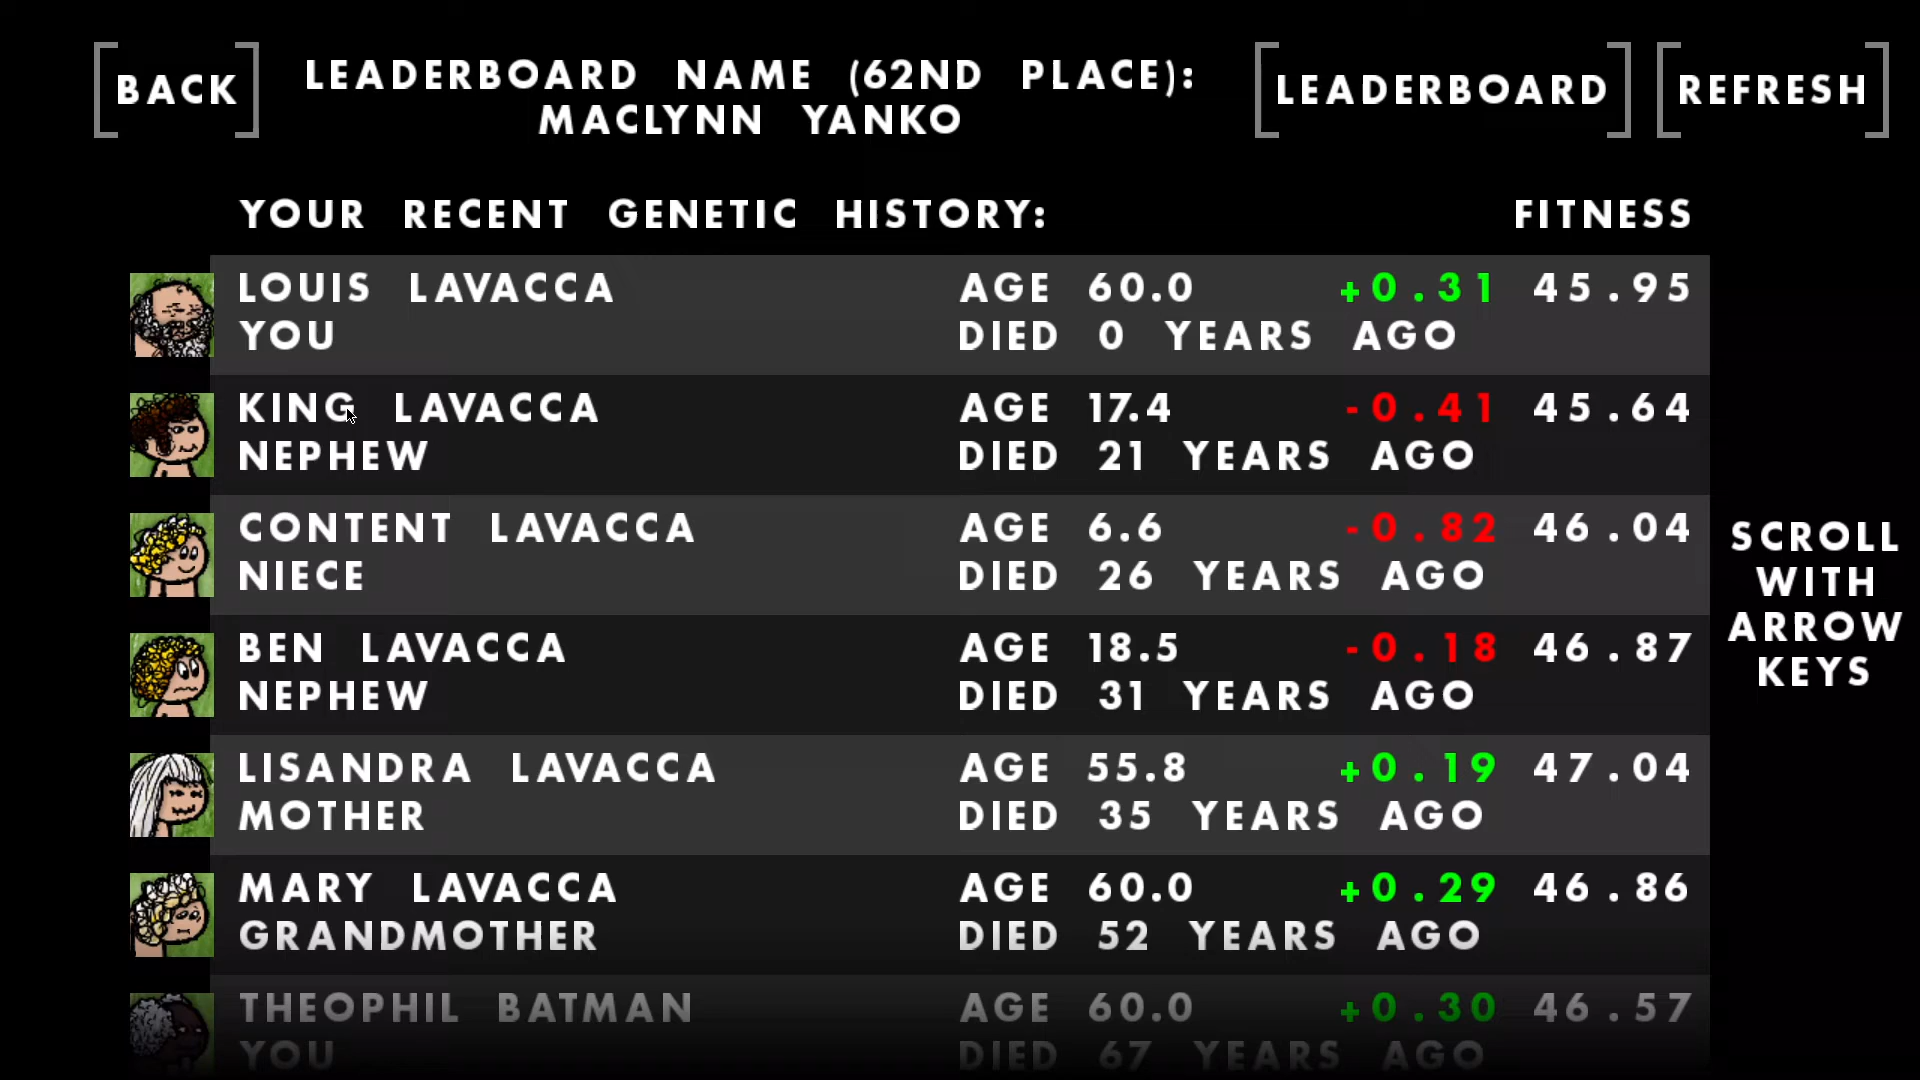 BACK
LEADERBOARD NAME (62ND PLACE):
MACLYNN YANKO
LEADERBOARD
REFRESH
YOUR RECENT GENETIC HISTORY: FITNESS
LOUIS LAVACCA AGE 60.0 +0.31 45.95
YOU DIED 0 YEARS AGO
KING LAVACCA AGE 17.4 -0.41 45.64
NEPHEW DIED 21 YEARS AGO
CONTENT LAVACCA AGE 6.6 -0.82 46.04
NIECE DIED 26 YEARS AGO
BEN LAVACCA AGE 18.5 -0.18 46.87
NEPHEW DIED 31 YEARS AGO
LISANDRA LAVACCA AGE 55.8 +0.19 47.04
MOTHER DIED 35 YEARS AGO
MARY LAVACCA AGE 60.0 +0.29 46.86
GRANDMOTHER DIED 52 YEARS AGO
THEOPHIL BATMAN AGE 60.0 +0.30 46.57
YOU DIED 67 YEARS AGO
SCROLL
WITH
ARROW
KEYS